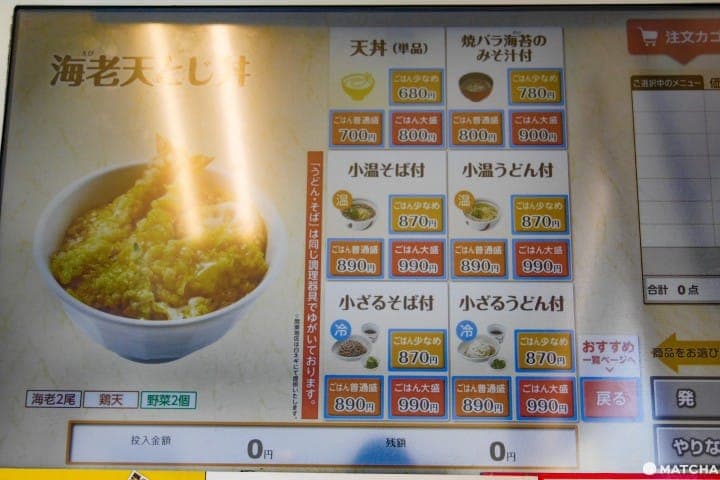 えび
海老天とじ丼
天丼(単品)
ごはん少なめ
680円
ごはん普通盛
700円
ごはん大盛
800円
焼バラ海苔の
みそ汁付
ごはん少なめ
780円
ごはん普通盛
800円
ごはん大盛
900円
小温そば付
温
ごはん少なめ
870円
ごはん普通盛
890円
ごはん大盛
990円
小温うどん付
温
ごはん少なめ
870円
ごはん普通盛
890円
ごはん大盛
990円
小ざるそば付
冷
ごはん少なめ
870円
ごはん普通盛
890円
ごはん大盛
990円
小ざるうどん付
冷
ごはん少なめ
870円
ごはん普通盛
890円
ごはん大盛
990円
「うどん・そば」は同じ調理器具でゆがいております。
海老2尾
鶏天
野菜2個
注文カゴ
ご選択中のメニュー
合計 0点
おすすめ
一覧ページへ
戻る
商品をお選び
発
やりな
投入金額 0円
残額 0円
MATCHA